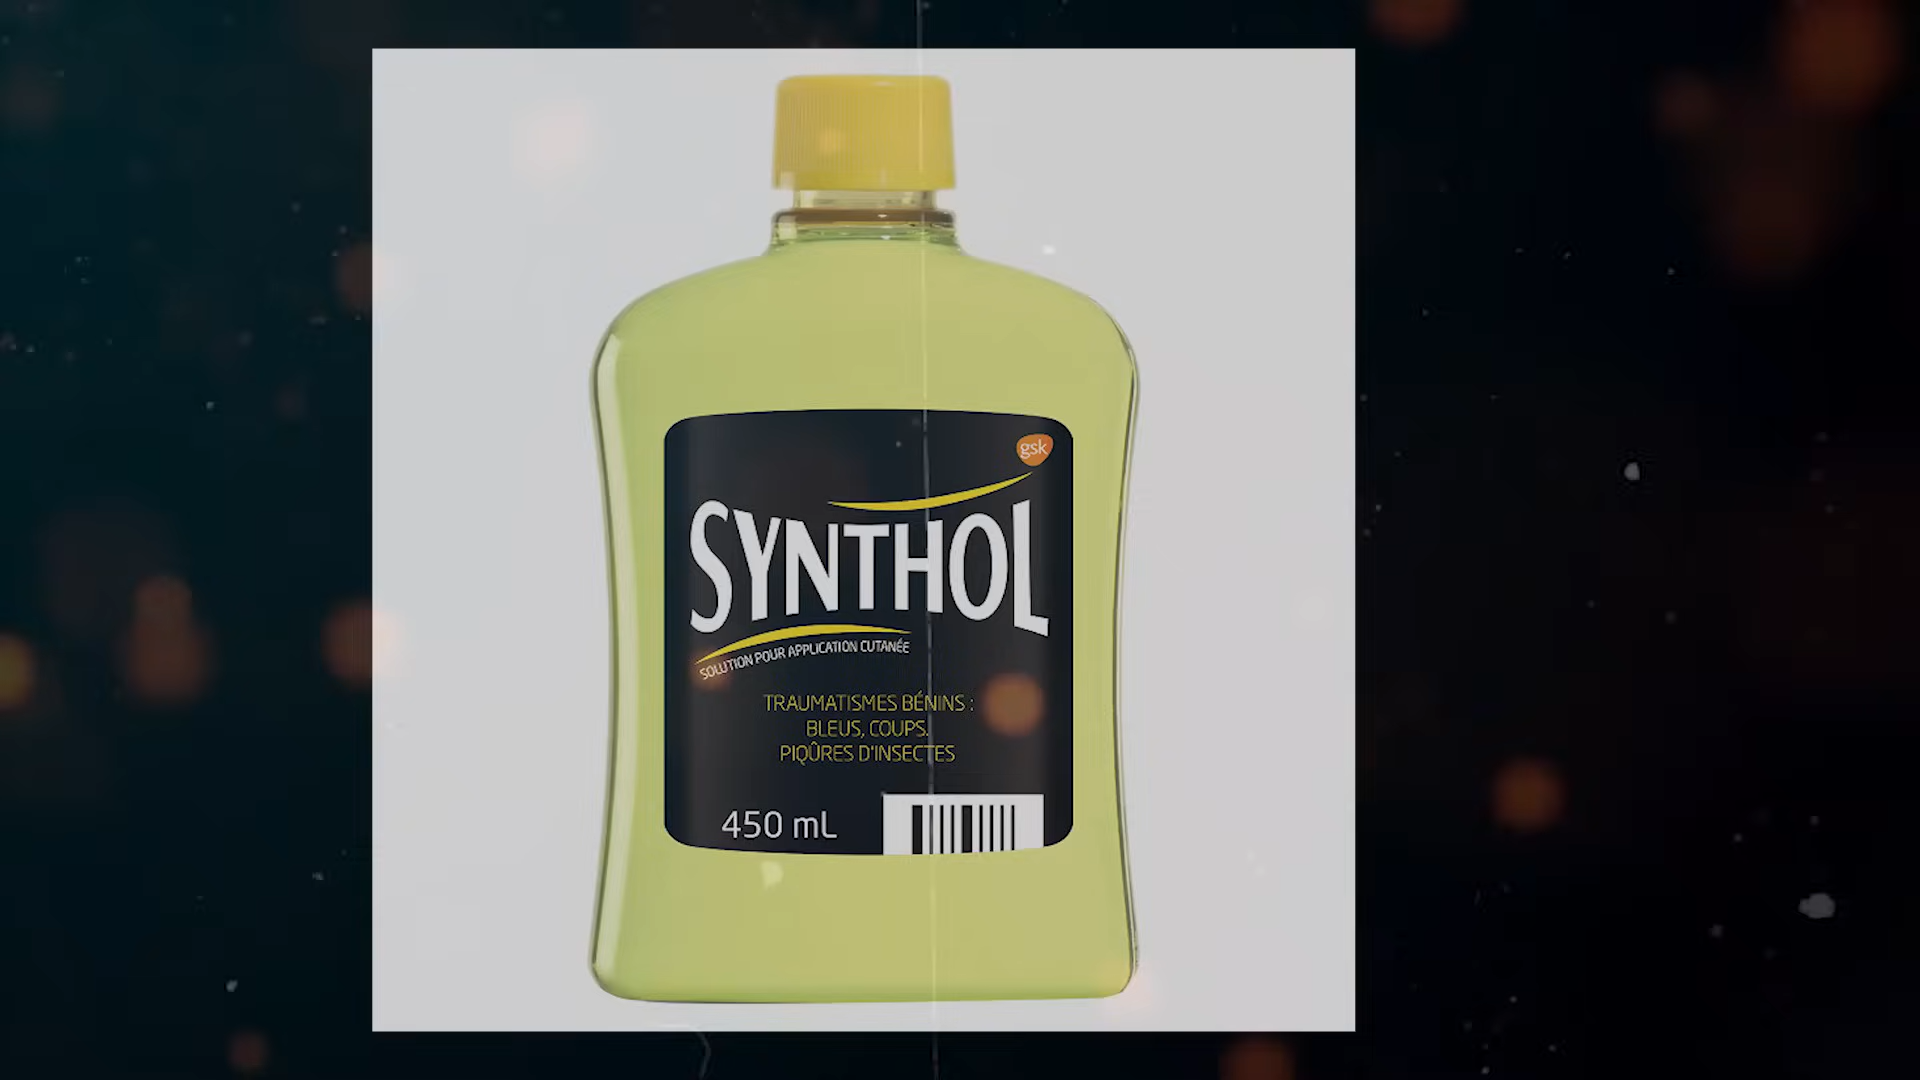 gsk
SYNTHOL
SOLUTION POUR APPLICATION CUTANÉE
TRAUMATISMES BÉNINS :
BLEUS, COUPS.
PIQÛRES D'INSECTES
450 mL